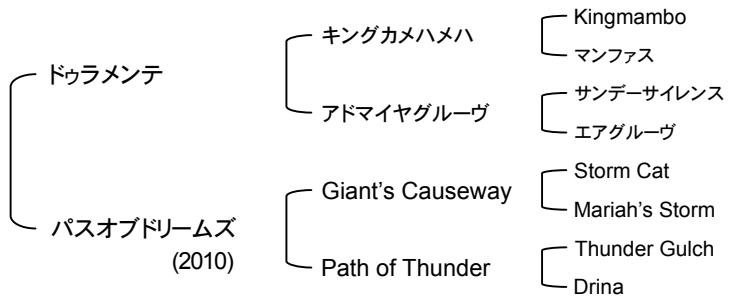 ドゥラメンテ
パスオブドリームズ
(2010)
キングカメハメハ
アドマイヤグルーヴ
Giant's Causeway
Path of Thunder
Kingmambo
マンファス
サンデーサイレンス
エアグルーヴ
Storm Cat
Mariah's Storm
Thunder Gulch
Drina